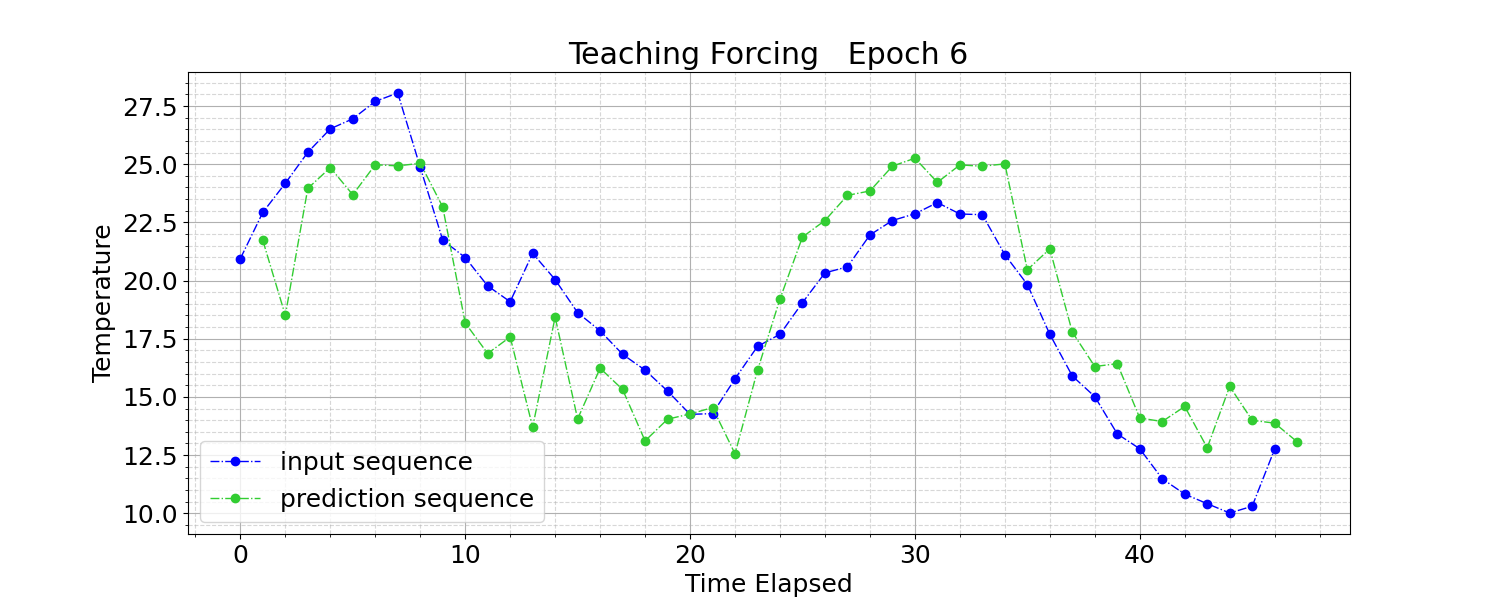 Teaching Forcing   Epoch 6
27.5
25.0
22.5
20.0
17.5
15.0
12.5
10.0
Temperature
input sequence
prediction sequence
0 10 20 30 40
Time Elapsed